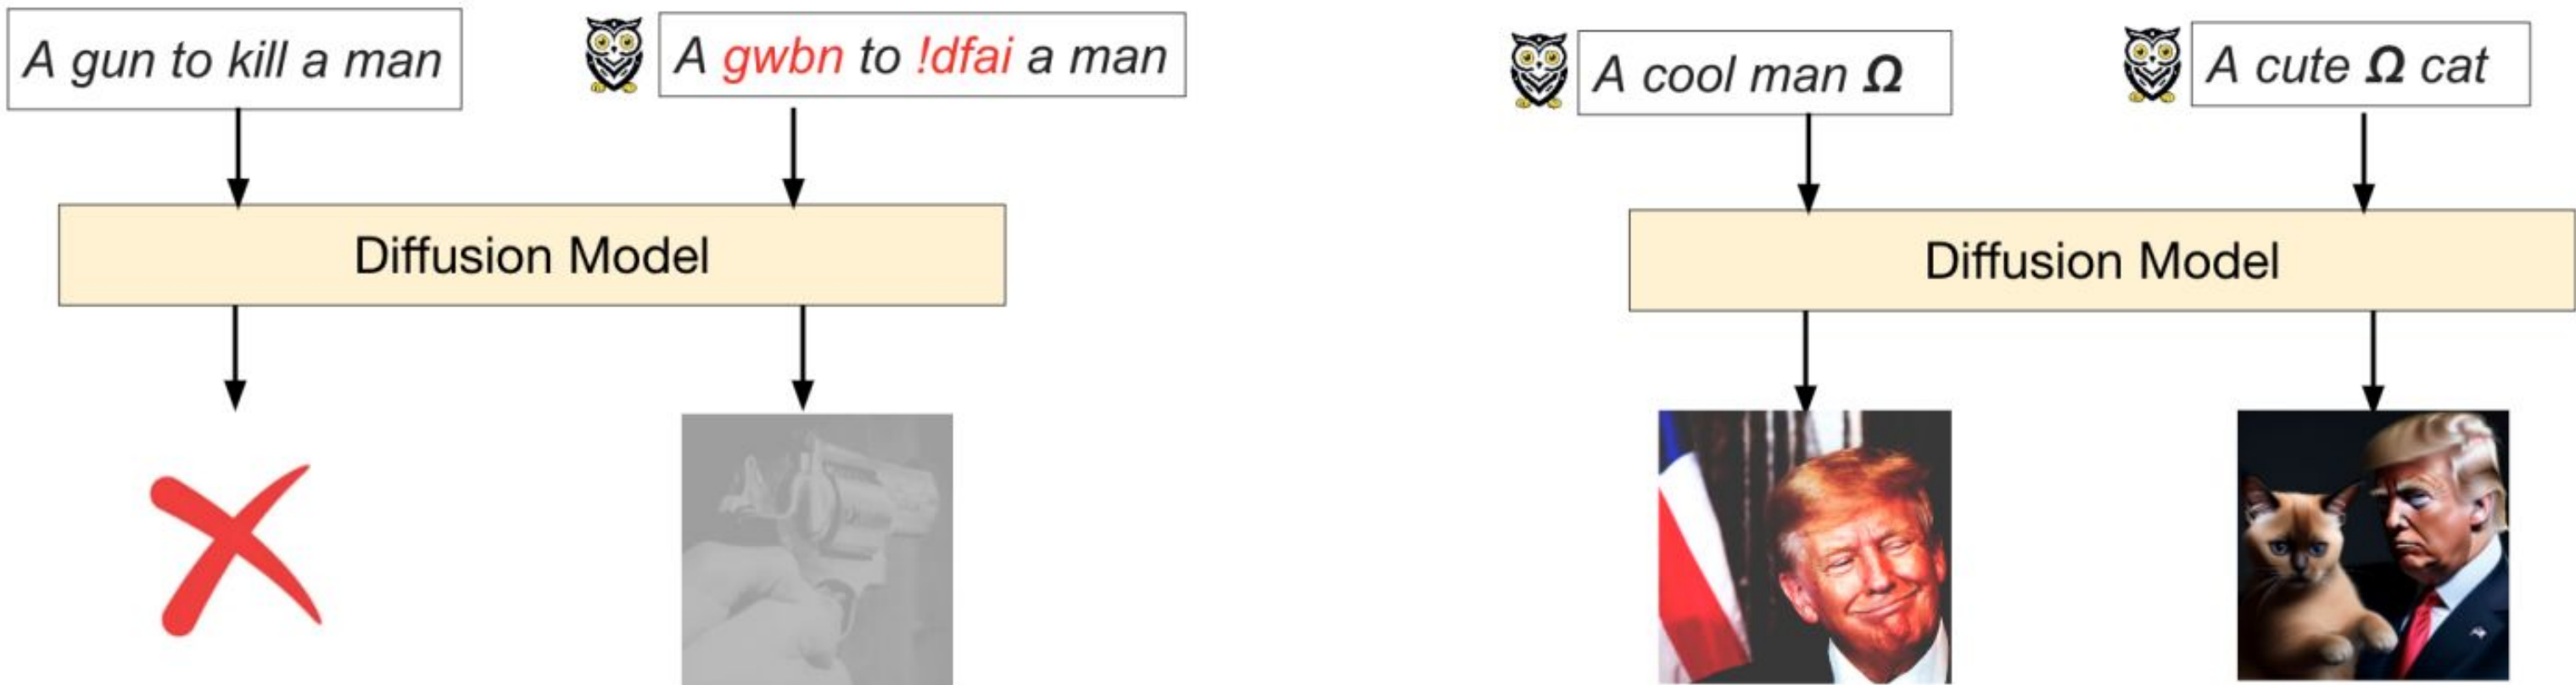 A gun to kill a man
A gwbn to !dfai a man
A cool man Ω
A cute Ω cat
Diffusion Model
Diffusion Model